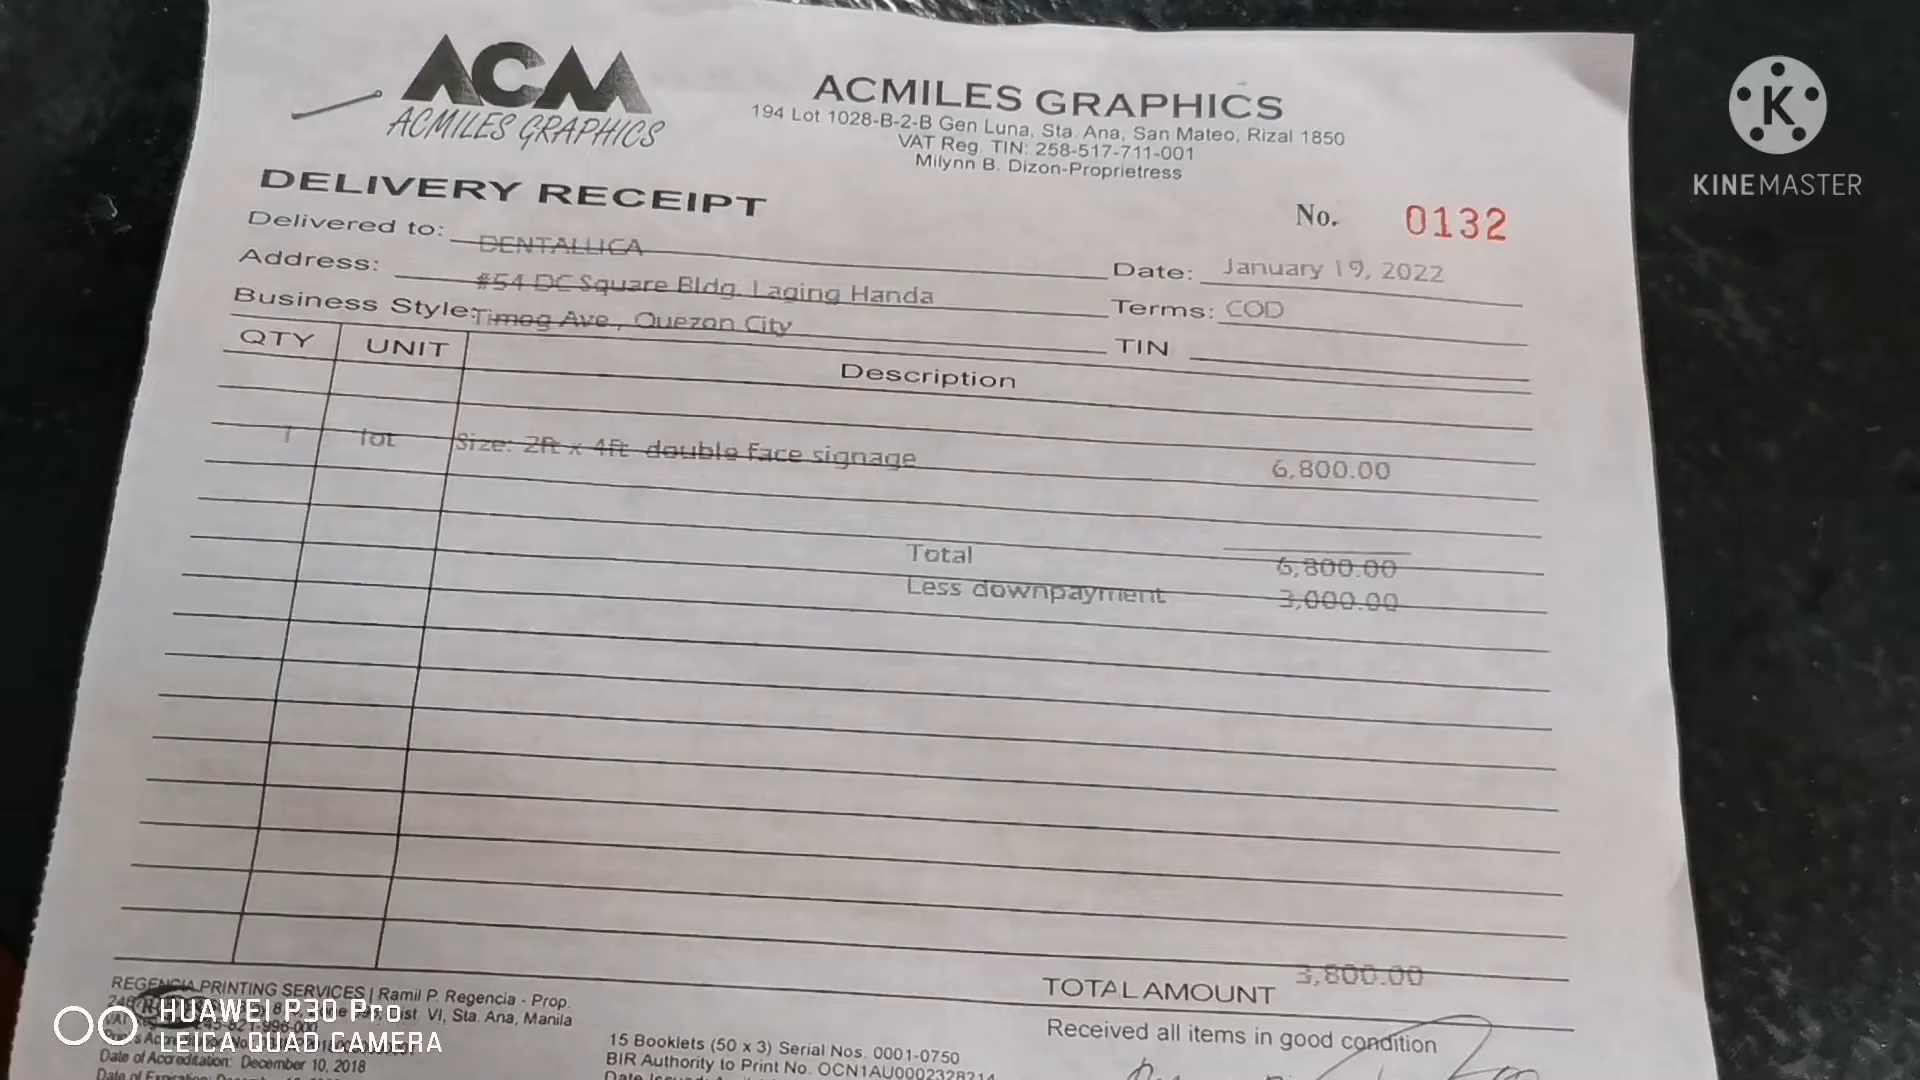 ACM
ACMILES GRAPHICS
ACMILES GRAPHICS
194 Lot 1028-B-2-B Gen Luna, Sta. Ana, San Mateo, Rizal 1850
VAT Reg. TIN: 258-517-711-001
Milynn B. Dizon-Proprietress
K
KINEMASTER
DELIVERY RECEIPT
No. 0132
Delivered to: DENTALLICA
Date: January 19, 2022
Address: #54 DC Square Bldg. Laging Handa
Terms: COD
Business Style: Timog Ave., Quezon City
TIN
QTY UNIT Description
1 lot Size: 2ft x 4ft double face signage 6,800.00
Total 6,800.00
Less downpayment 3,000.00
TOTAL AMOUNT 3,800.00
Received all items in good condition
REGENCIA PRINTING SERVICES | Ramil P. Regencia - Prop.
VI, Sta. Ana, Manila
HUAWEI P30 Pro
LEICA QUAD CAMERA
Date of Accreditation: December 10, 2018
15 Booklets (50 x 3) Serial Nos. 0001-0750
BIR Authority to Print No. OCN1AU0002328214